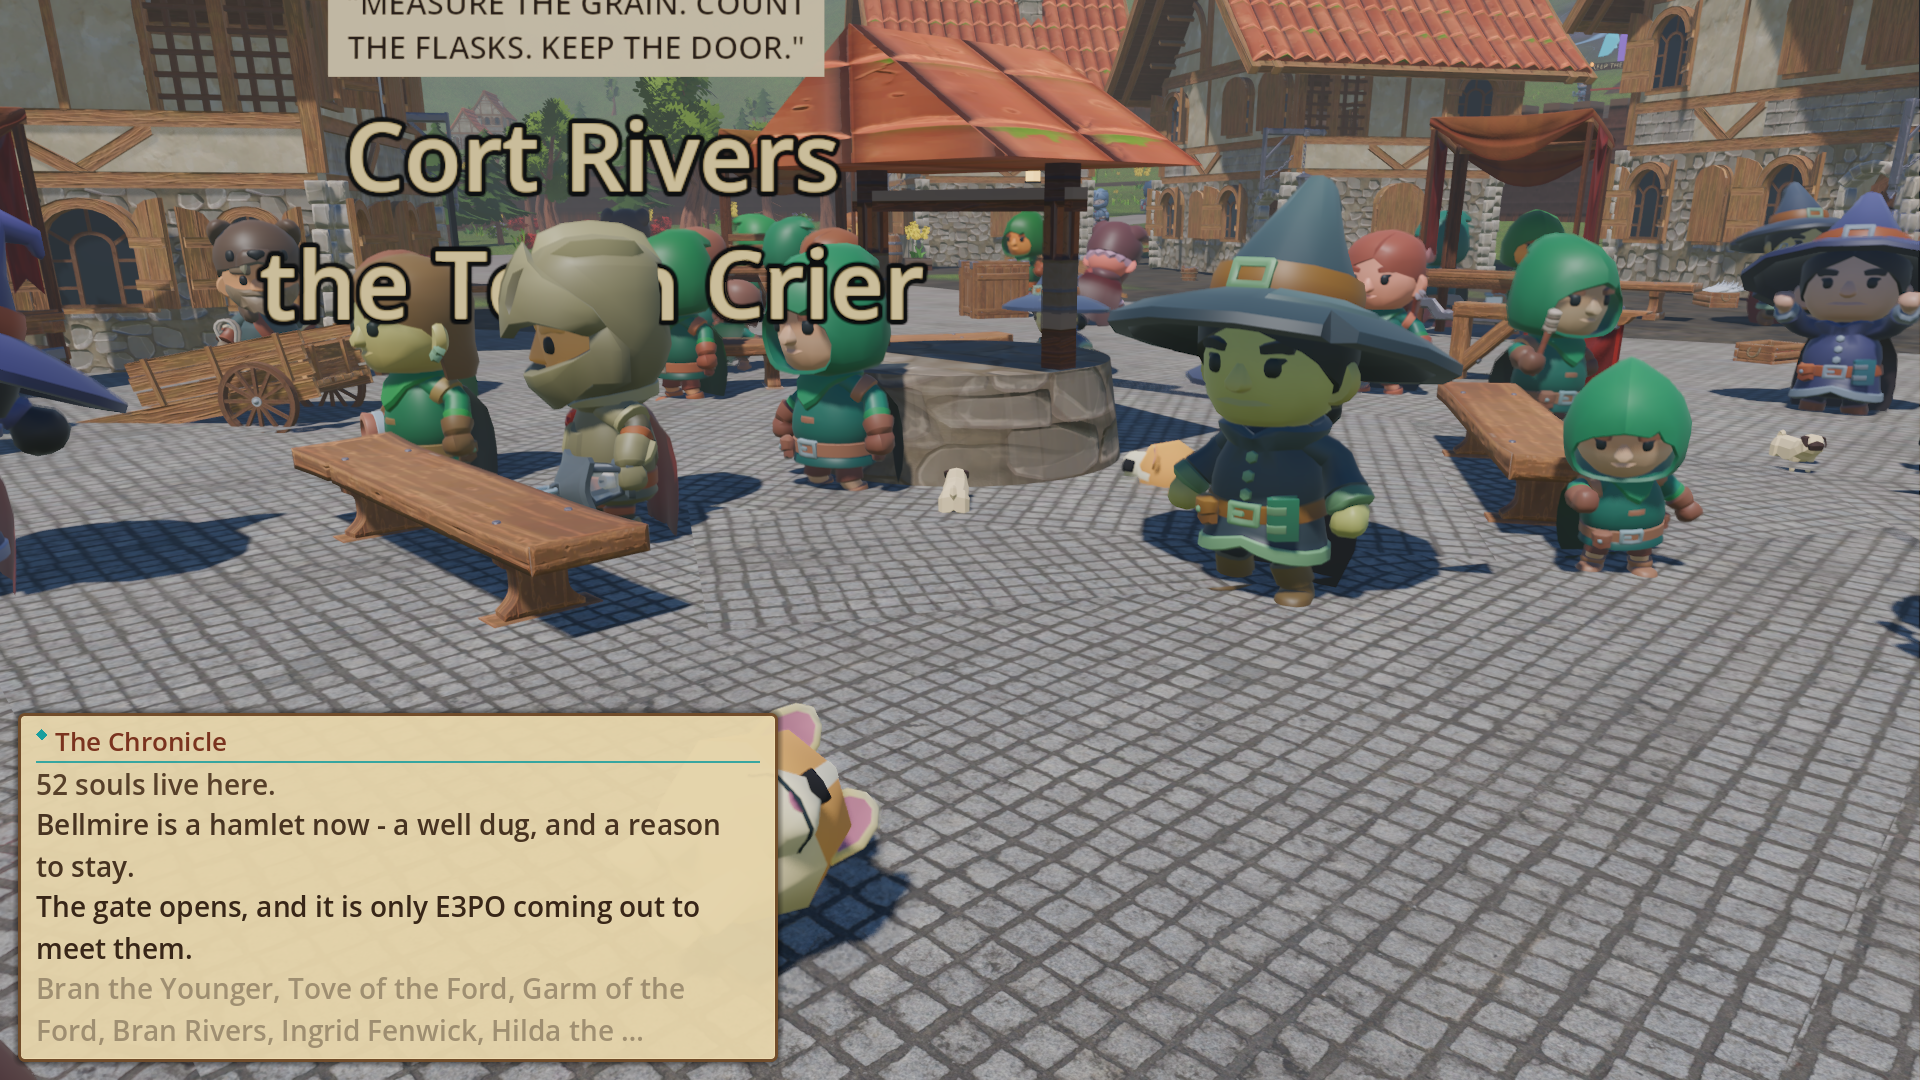 "MEASURE THE GRAIN. COUNT
THE FLASKS. KEEP THE DOOR."
Cort Rivers
the Crier
The Chronicle
52 souls live here.
Bellmire is a hamlet now - a well dug, and a reason
to stay.
The gate opens, and it is only E3PO coming out to
meet them.
Bran the Younger, Tove of the Ford, Garm of the
Ford, Bran Rivers, Ingrid Fenwick, Hilda the ...